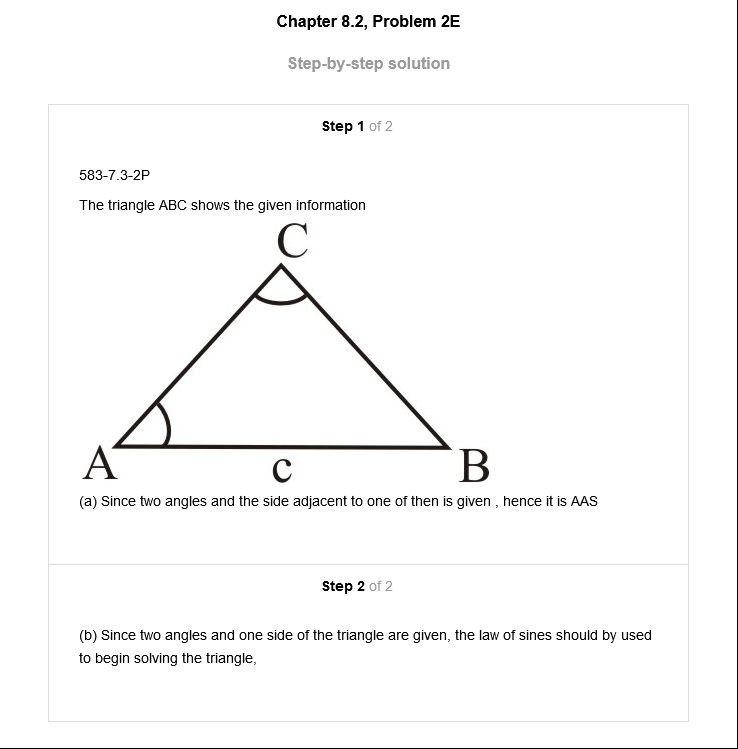 Chapter 8.2, Problem 2E
Step-by-step solution
Step 1 of 2
583-7.3-2P
The triangle ABC shows the given information
C
A
c
B
(a) Since two angles and the side adjacent to one of then is given , hence it is AAS
Step 2 of 2
(b) Since two angles and one side of the triangle are given, the law of sines should by used
to begin solving the triangle,